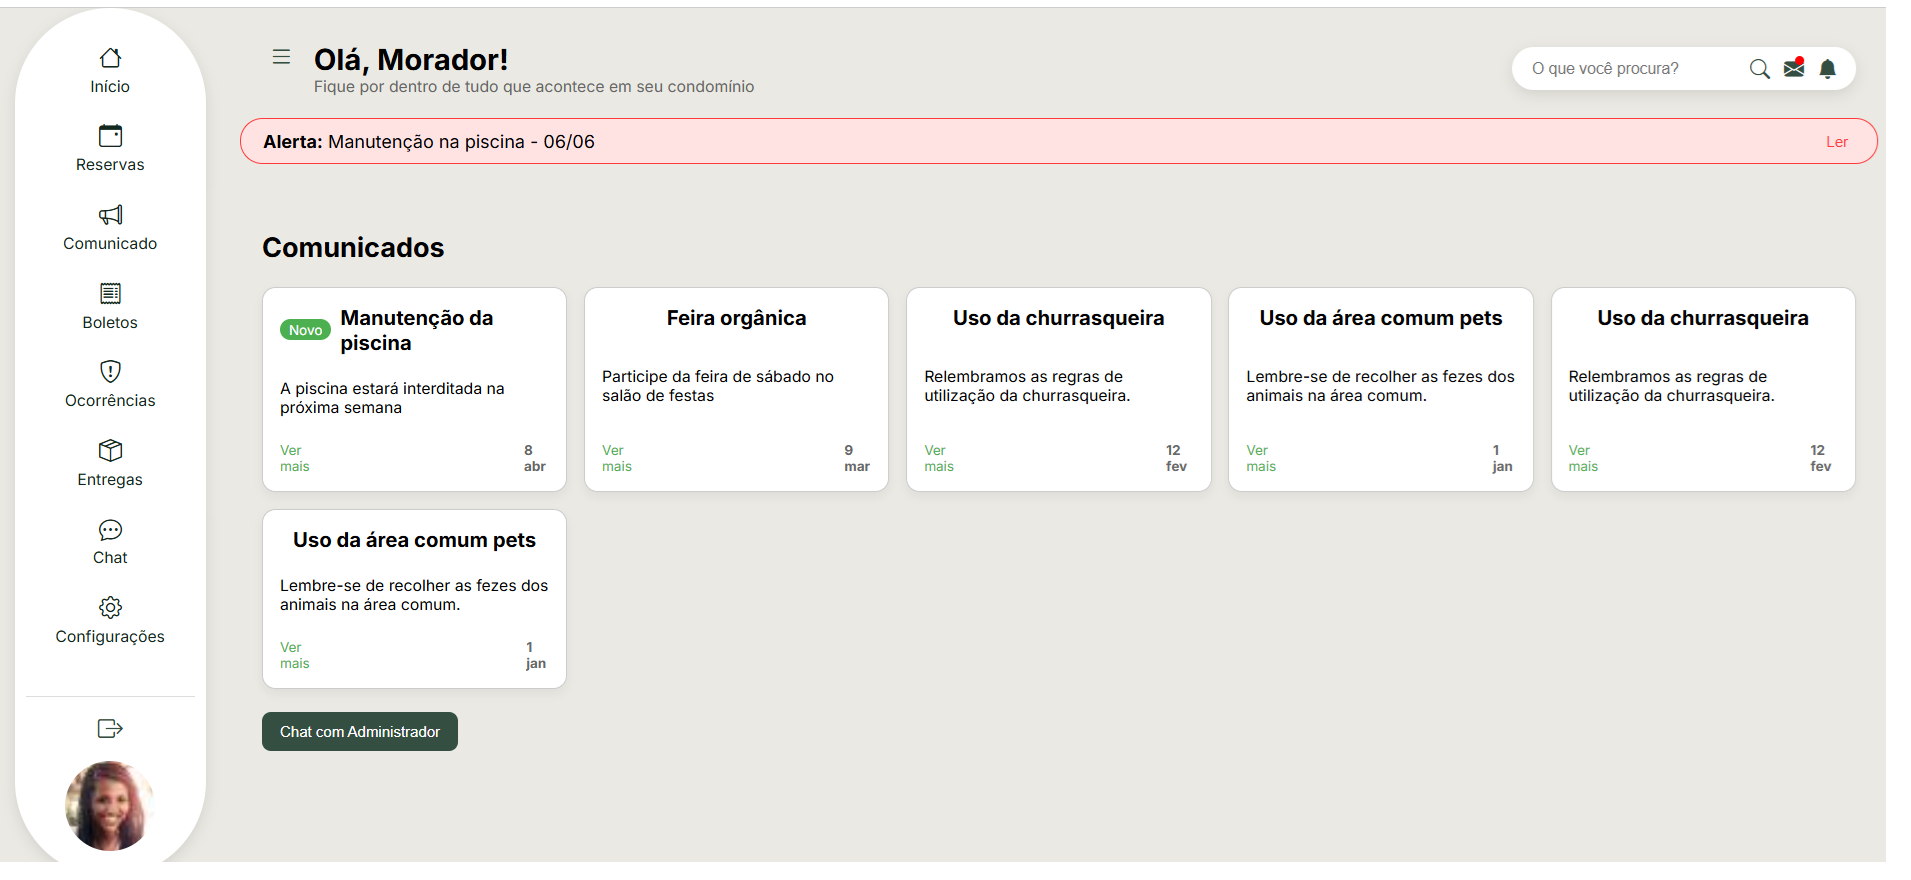 Início
Reservas
Comunicado
Boletos
Ocorrências
Entregas
Chat
Configurações
Olá, Morador!
Fique por dentro de tudo que acontece em seu condomínio
O que você procura?
Alerta: Manutenção na piscina - 06/06
Ler
Comunicados
Novo
Manutenção da
piscina
A piscina estará interditada na
próxima semana
Ver
mais
8
abr
Feira orgânica
Participe da feira de sábado no
salão de festas
Ver
mais
9
mar
Uso da churrasqueira
Relembramos as regras de
utilização da churrasqueira.
Ver
mais
12
fev
Uso da área comum pets
Lembre-se de recolher as fezes dos
animais na área comum.
Ver
mais
1
jan
Uso da churrasqueira
Relembramos as regras de
utilização da churrasqueira.
Ver
mais
12
fev
Uso da área comum pets
Lembre-se de recolher as fezes dos
animais na área comum.
Ver
mais
1
jan
Chat com Administrador